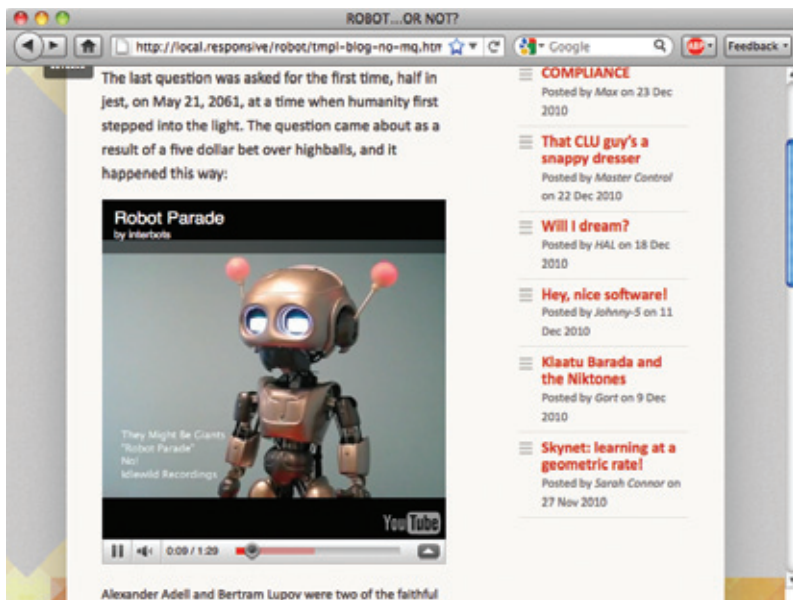 ROBOT...OR NOT?
http://local.responsive/robot/tmpl-blog-no-mq.htm
Google
ABP
Feedback
The last question was asked for the first time, half in
jest, on May 21, 2061, at a time when humanity first
stepped into the light. The question came about as a
result of a five dollar bet over highballs, and it
happened this way:
Robot Parade
by interbots
They Might Be Giants
"Robot Parade"
No!
Idlewild Recordings
YouTube
0:09 / 1:29
Alexander Adell and Bertram Lupov were two of the faithful
COMPLIANCE
Posted by Max on 23 Dec
2010
That CLU guy's a
snappy dresser
Posted by Master Control
on 22 Dec 2010
Will I dream?
Posted by HAL on 18 Dec
2010
Hey, nice software!
Posted by Johnny-5 on 11
Dec 2010
Klaatu Barada and
the Niktones
Posted by Gort on 9 Dec
2010
Skynet: learning at a
geometric rate!
Posted by Sarah Connor on
27 Nov 2010